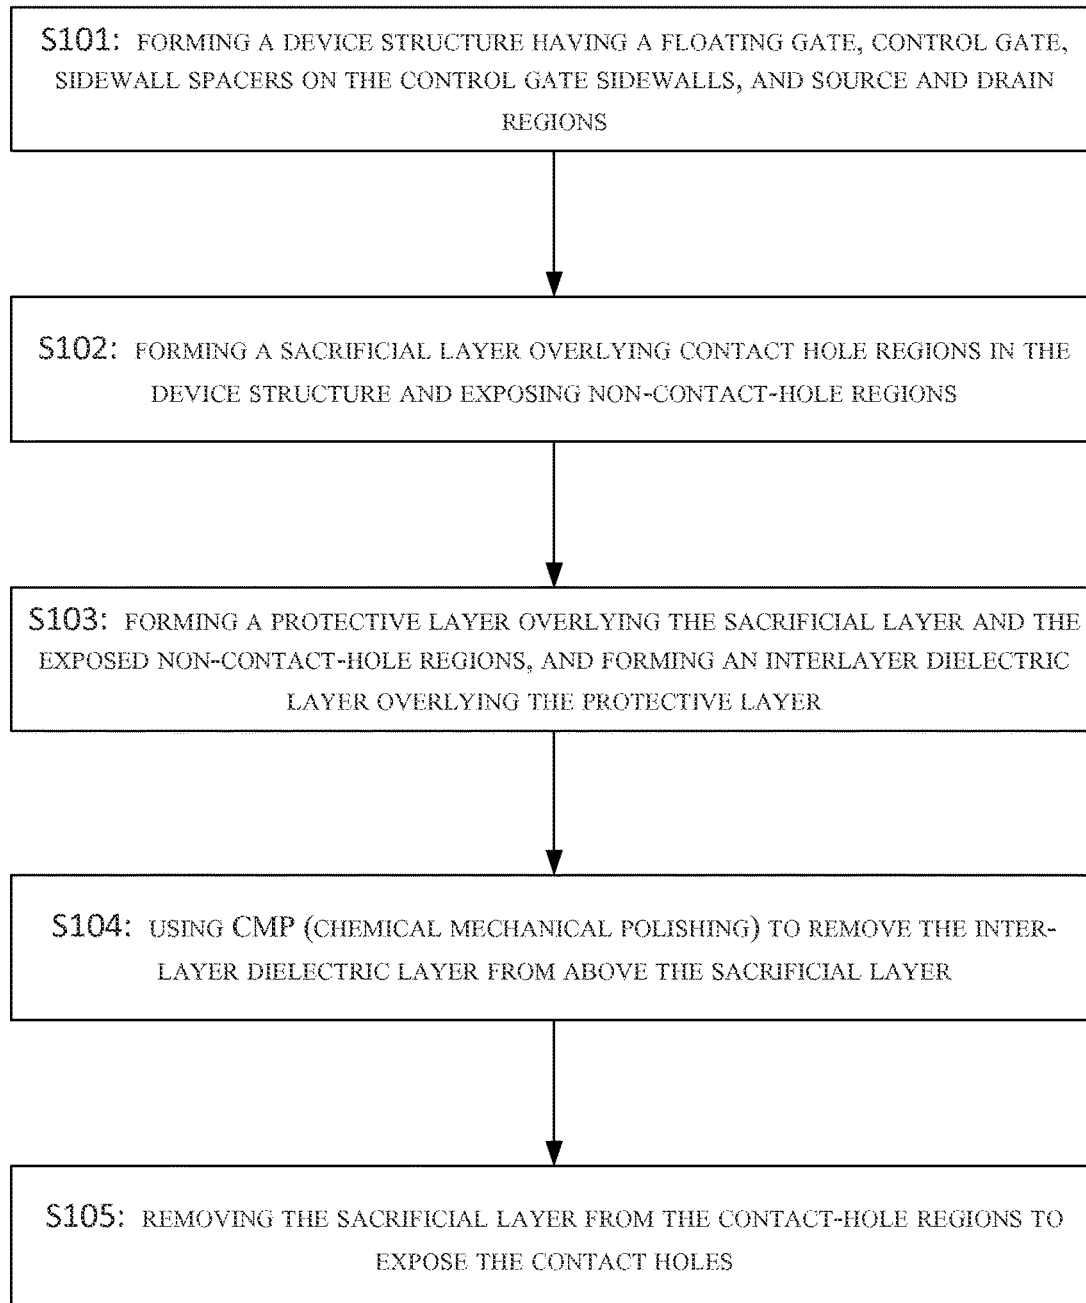 S101: FORMING A DEVICE STRUCTURE HAVING A FLOATING GATE, CONTROL GATE,
SIDEWALL SPACERS ON THE CONTROL GATE SIDEWALLS, AND SOURCE AND DRAIN
REGIONS
S102: FORMING A SACRIFICIAL LAYER OVERLYING CONTACT HOLE REGIONS IN THE
DEVICE STRUCTURE AND EXPOSING NON-CONTACT-HOLE REGIONS
S103: FORMING A PROTECTIVE LAYER OVERLYING THE SACRIFICIAL LAYER AND THE
EXPOSED NON-CONTACT-HOLE REGIONS, AND FORMING AN INTERLAYER DIELECTRIC
LAYER OVERLYING THE PROTECTIVE LAYER
S104: USING CMP (CHEMICAL MECHANICAL POLISHING) TO REMOVE THE INTER-
LAYER DIELECTRIC LAYER FROM ABOVE THE SACRIFICIAL LAYER
S105: REMOVING THE SACRIFICIAL LAYER FROM THE CONTACT-HOLE REGIONS TO
EXPOSE THE CONTACT HOLES